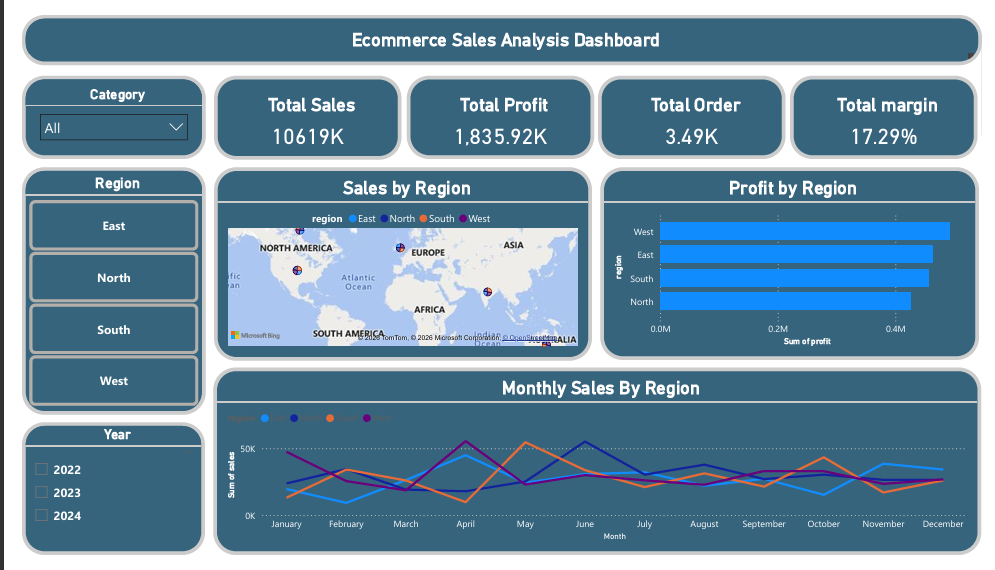 Ecommerce Sales Analysis Dashboard
Category
All
Total Sales
10619K
Total Profit
1,835.92K
Total Order
3.49K
Total margin
17.29%
Region
East
North
South
West
Sales by Region
region East North South West
NORTH AMERICA
EUROPE
ASIA
Atlantic
Ocean
AFRICA
SOUTH AMERICA
Indian
Ocean
Microsoft Bing
© 2026 TomTom, © 2026 Microsoft Corporation, © OpenStreetMap
Profit by Region
region
West
East
South
North
0.0M 0.2M 0.4M
Sum of profit
Year
2022
2023
2024
Monthly Sales By Region
region
Sum of sales
50K
0K
January February March April May June July August September October November December
Month